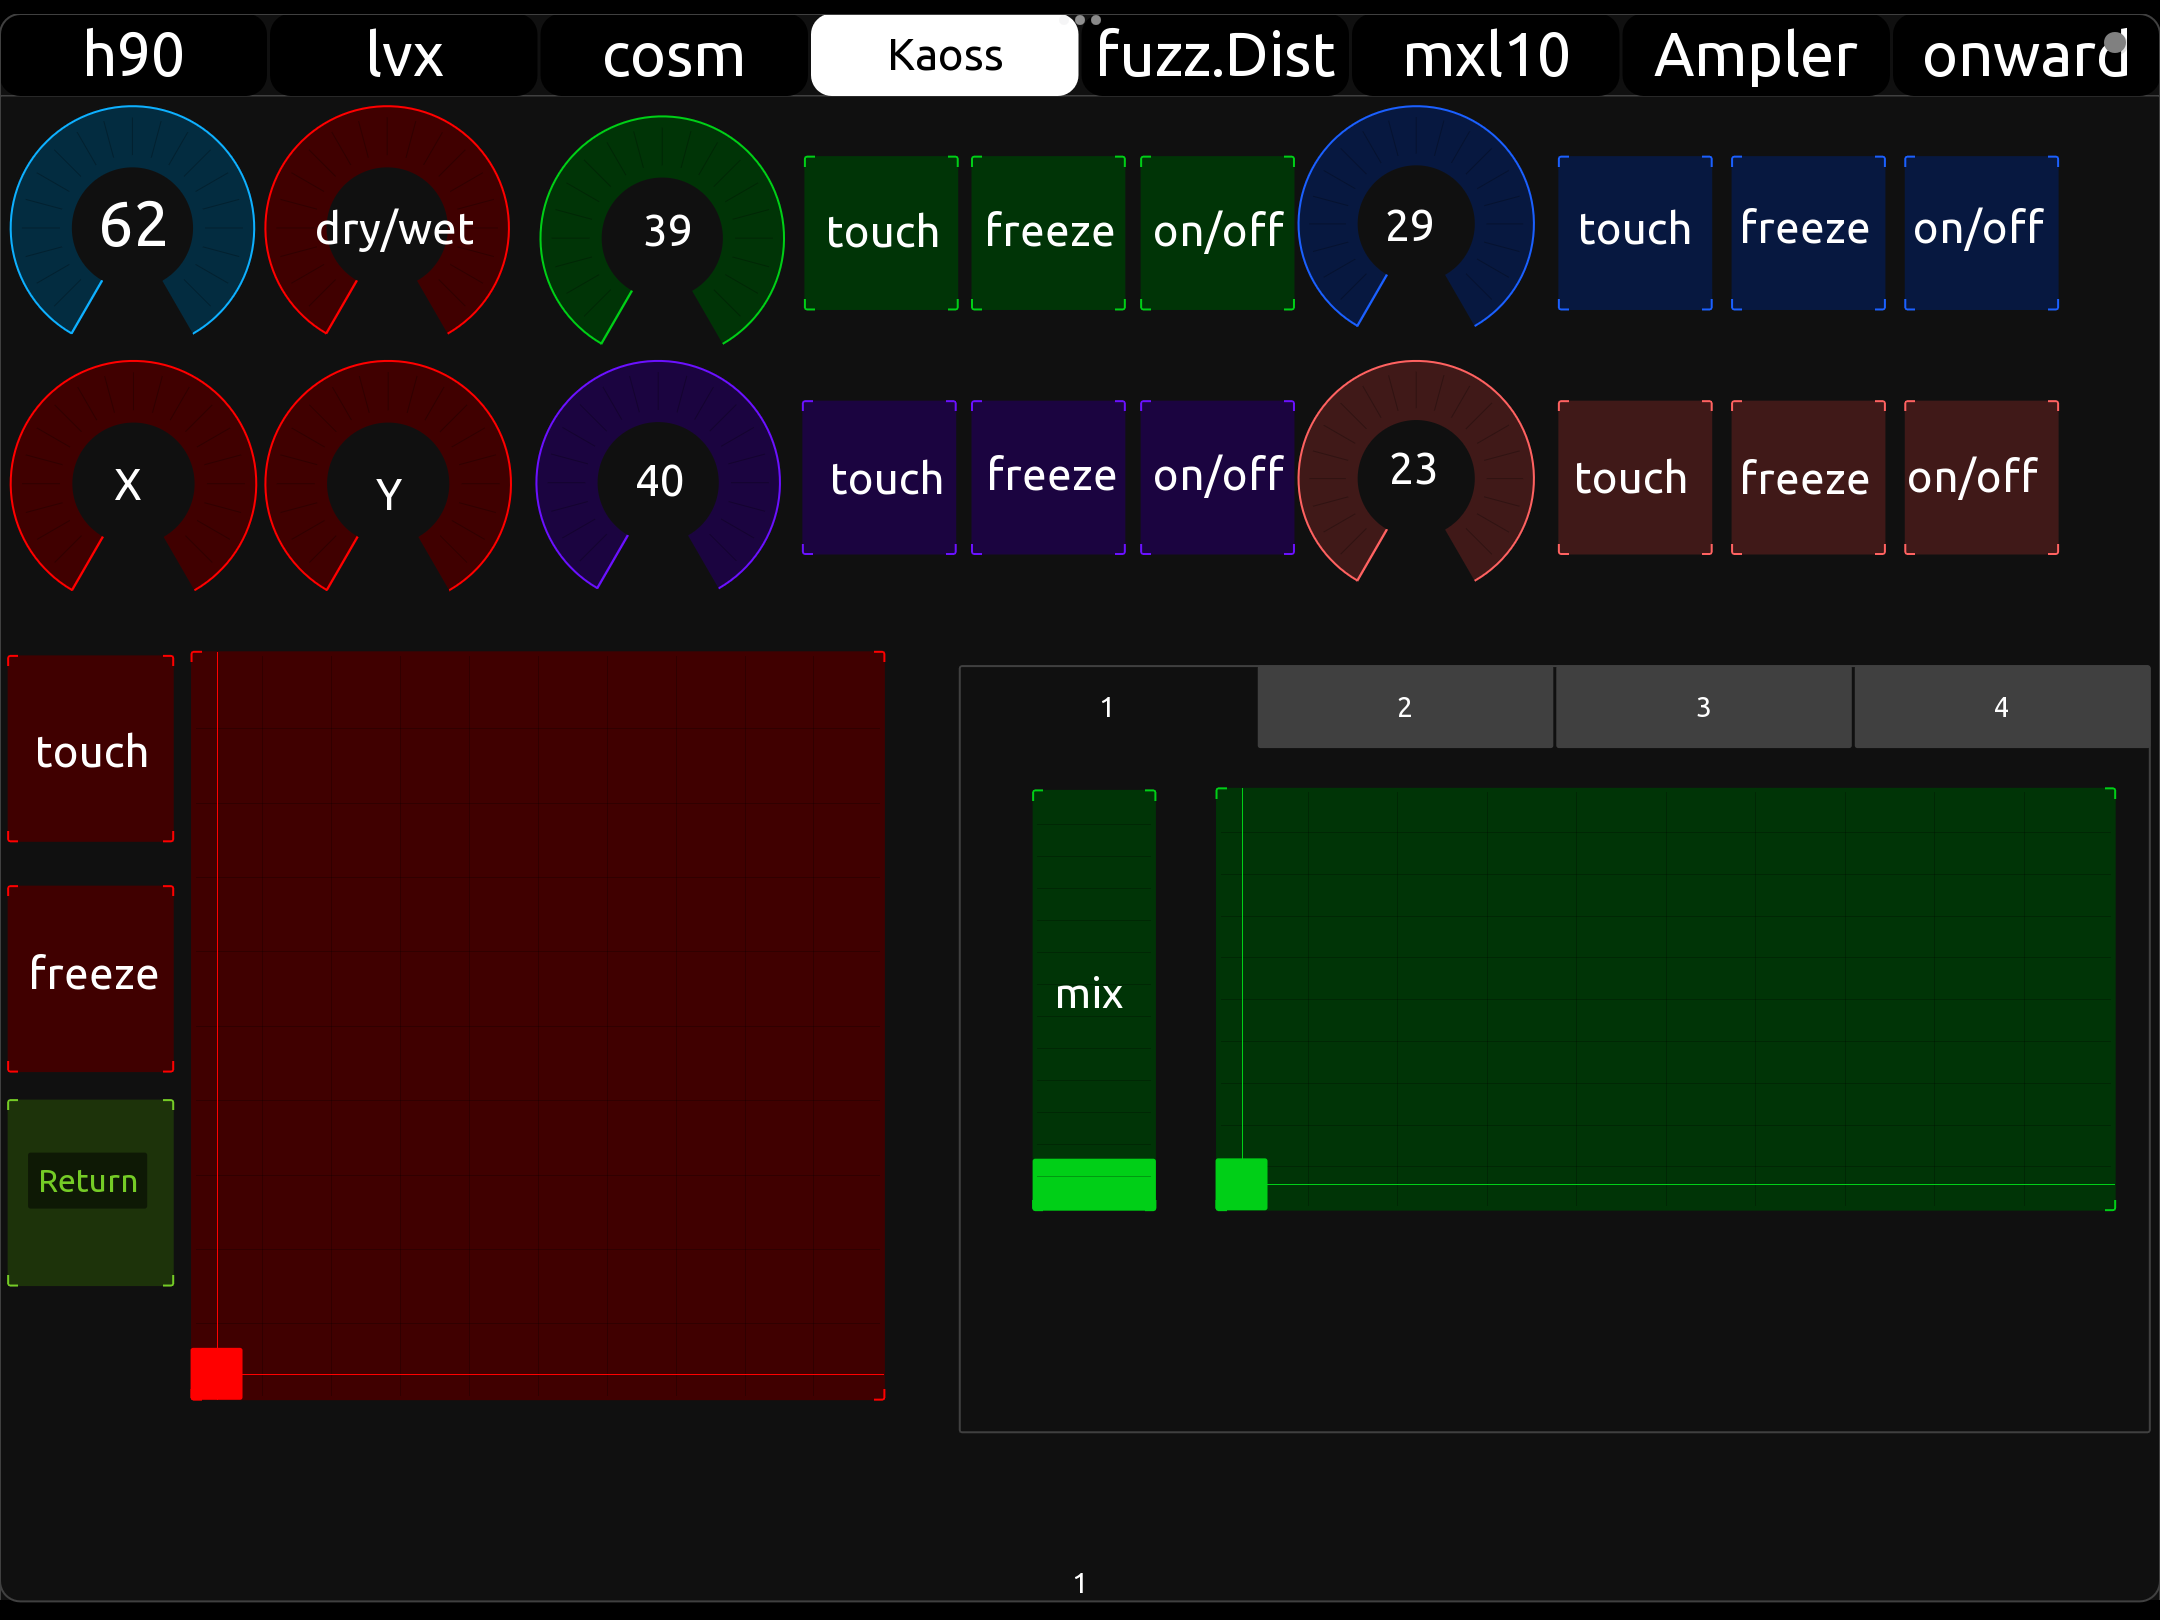 h90
lvx
cosm
Kaoss
fuzz.Dist
mxl10
Ampler
onward
62
dry/wet
39
touch
freeze
on/off
29
touch
freeze
on/off
X
Y
40
touch
freeze
on/off
23
touch
freeze
on/off
touch
freeze
Return
1
2
3
4
mix
1